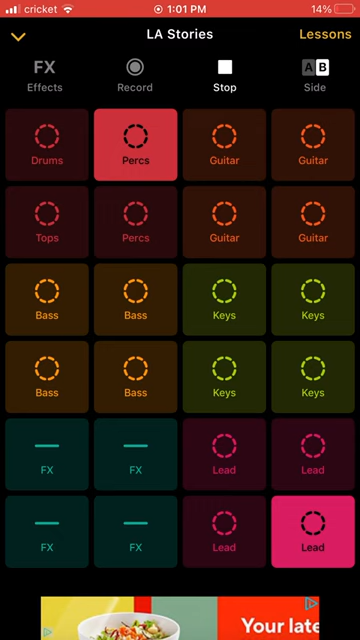 cricket 1:01 PM 14%
LA Stories Lessons
FX
Effects Record Stop
A B
Side
Drums Percs Guitar Guitar
Tops Percs Guitar Guitar
Bass Bass Keys Keys
Bass Bass Keys Keys
FX FX Lead Lead
FX FX Lead Lead
Your late